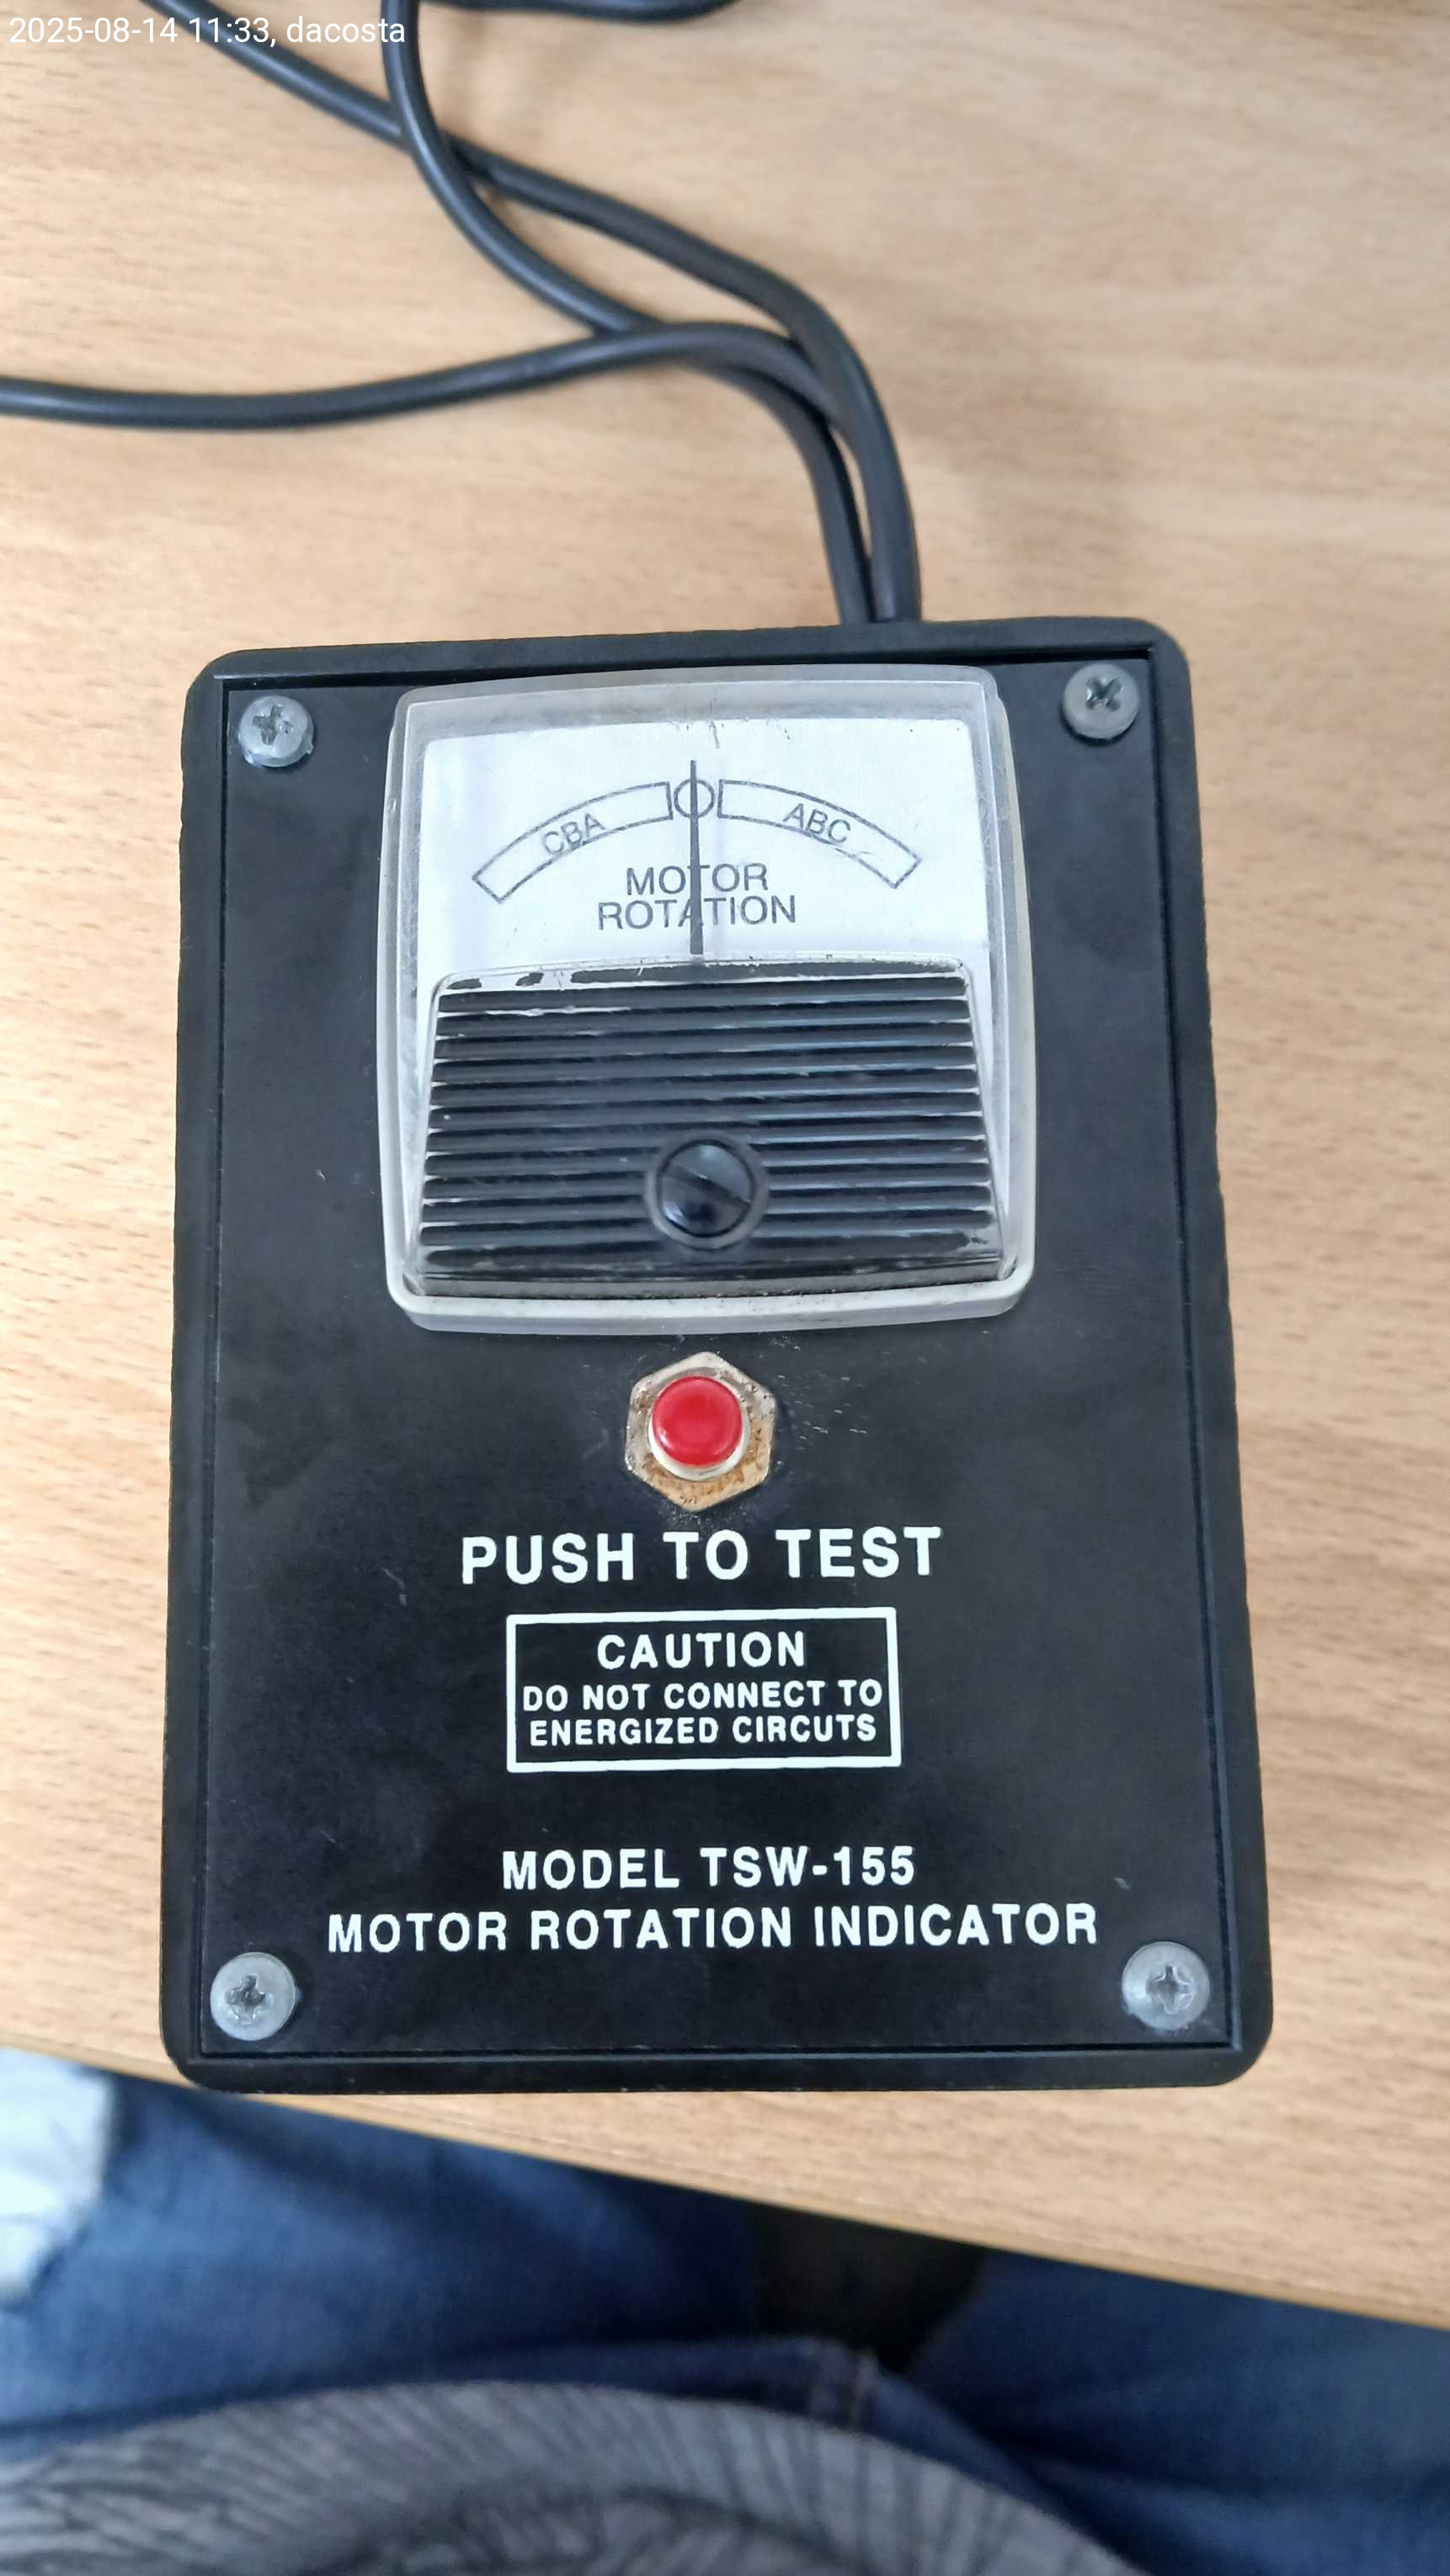 2025-08-14 11:33, dacosta
CBA
ABC
MOTOR
ROTATION
PUSH TO TEST
CAUTION
DO NOT CONNECT TO
ENERGIZED CIRCUTS
MODEL TSW-155
MOTOR ROTATION INDICATOR